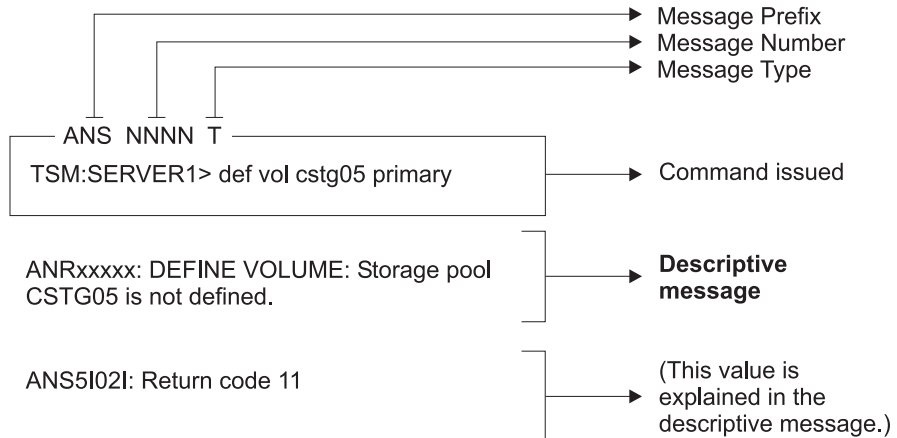 Message Prefix
Message Number
Message Type
ANS NNNN T
TSM:SERVER1> def vol cstg05 primary
Command issued
ANRxxxxx: DEFINE VOLUME: Storage pool
CSTG05 is not defined.
Descriptive
message
ANS5I02I: Return code 11
(This value is
explained in the
descriptive message.)